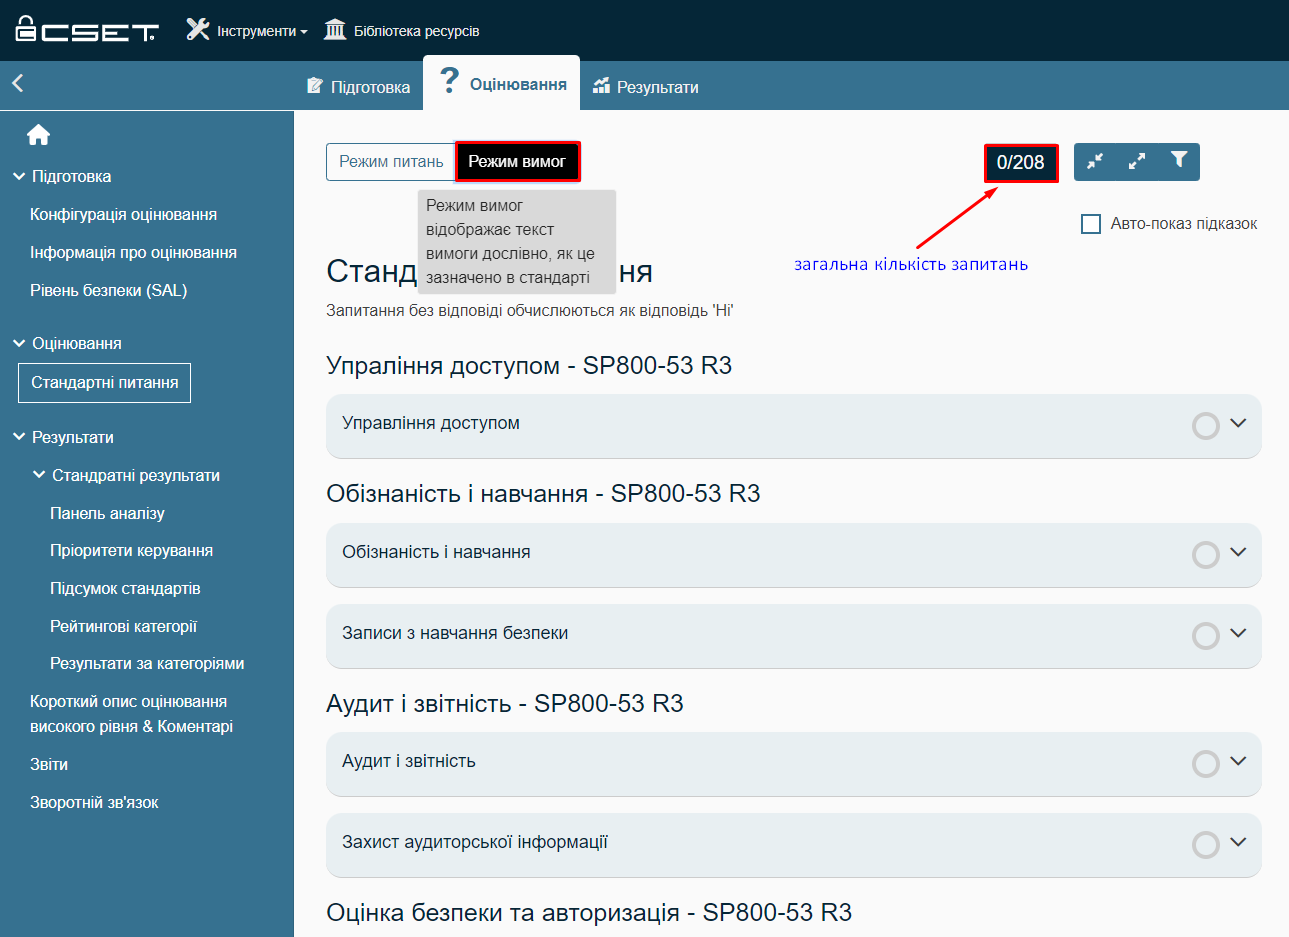 CSET
Інструменти
Бібліотека ресурсів
Підготовка
? Оцінювання
Результати
Підготовка
Конфігурація оцінювання
Інформація про оцінювання
Рівень безпеки (SAL)
Оцінювання
Стандартні питання
Результати
Стандратні результати
Панель аналізу
Пріоритети керування
Підсумок стандартів
Рейтингові категорії
Результати за категоріями
Короткий опис оцінювання
високого рівня & Коментарі
Звіти
Зворотній зв'язок
Режим питань
Режим вимог
0/208
Режим вимог
відображає текст
вимоги дослівно, як це
зазначено в стандарті
Авто-показ підказок
загальна кількість запитань
Запитання без відповіді обчислюються як відповідь 'Ні'
Упраління доступом - SP800-53 R3
Управління доступом
Обізнаність і навчання - SP800-53 R3
Обізнаність і навчання
Записи з навчання безпеки
Аудит і звітність - SP800-53 R3
Аудит і звітність
Захист аудиторської інформації
Оцінка безпеки та авторизація - SP800-53 R3